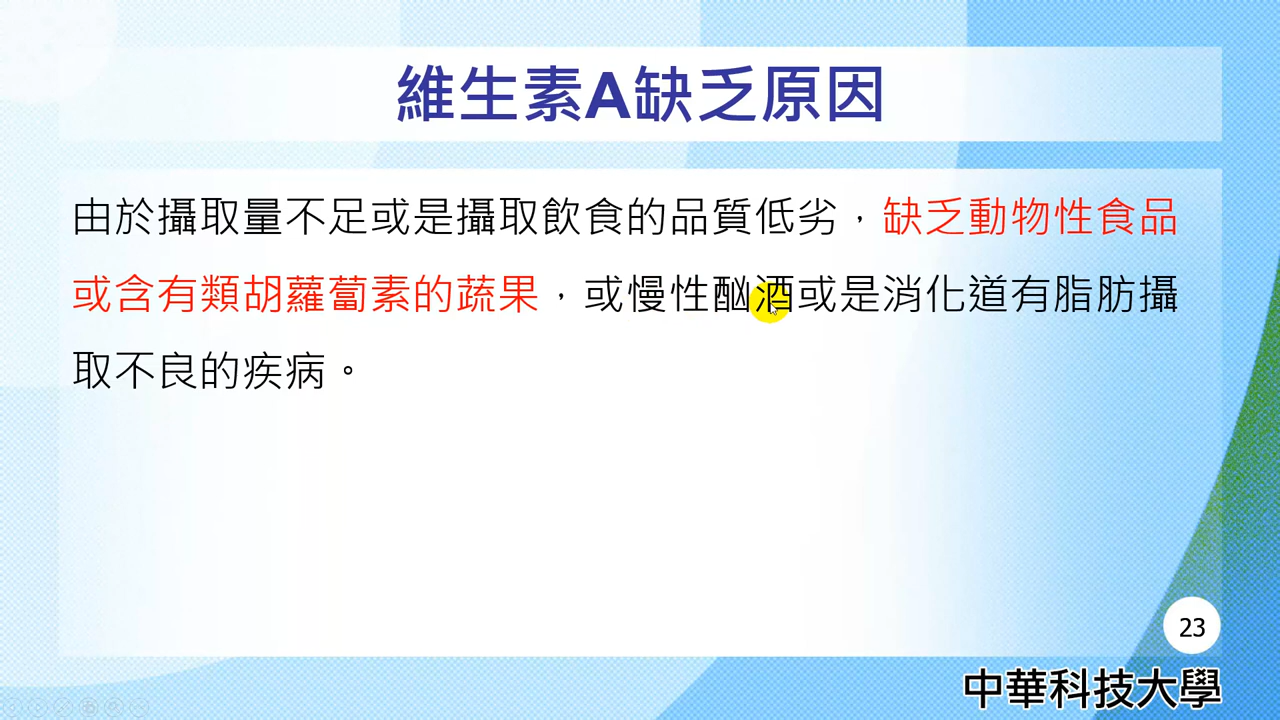 維生素A缺乏原因
由於攝取量不足或是攝取飲食的品質低劣，缺乏動物性食品
或含有類胡蘿蔔素的蔬果，或慢性酗酒或是消化道有脂肪攝
取不良的疾病。
23
中華科技大學